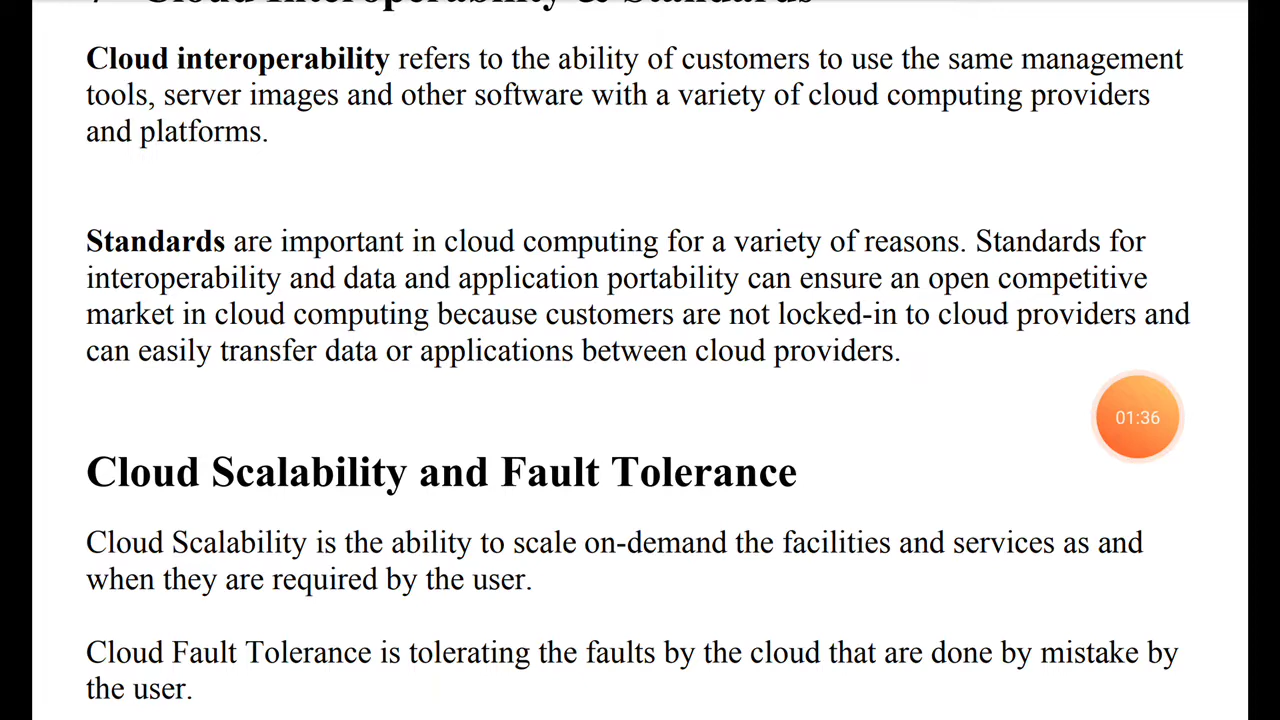 Cloud Interoperability & Standards
Cloud interoperability refers to the ability of customers to use the same management
tools, server images and other software with a variety of cloud computing providers
and platforms.
Standards are important in cloud computing for a variety of reasons. Standards for
interoperability and data and application portability can ensure an open competitive
market in cloud computing because customers are not locked-in to cloud providers and
can easily transfer data or applications between cloud providers.
01:36
Cloud Scalability and Fault Tolerance
Cloud Scalability is the ability to scale on-demand the facilities and services as and
when they are required by the user.
Cloud Fault Tolerance is tolerating the faults by the cloud that are done by mistake by
the user.